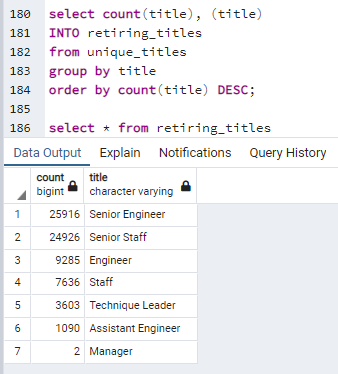 180 select count(title), (title)
181 INTO retiring_titles
182 from unique_titles
183 group by title
184 order by count(title) DESC;
185
186 select * from retiring_titles
Data Output Explain Notifications Query History
count title
bigint character varying
1 25916 Senior Engineer
2 24926 Senior Staff
3 9285 Engineer
4 7636 Staff
5 3603 Technique Leader
6 1090 Assistant Engineer
7 2 Manager